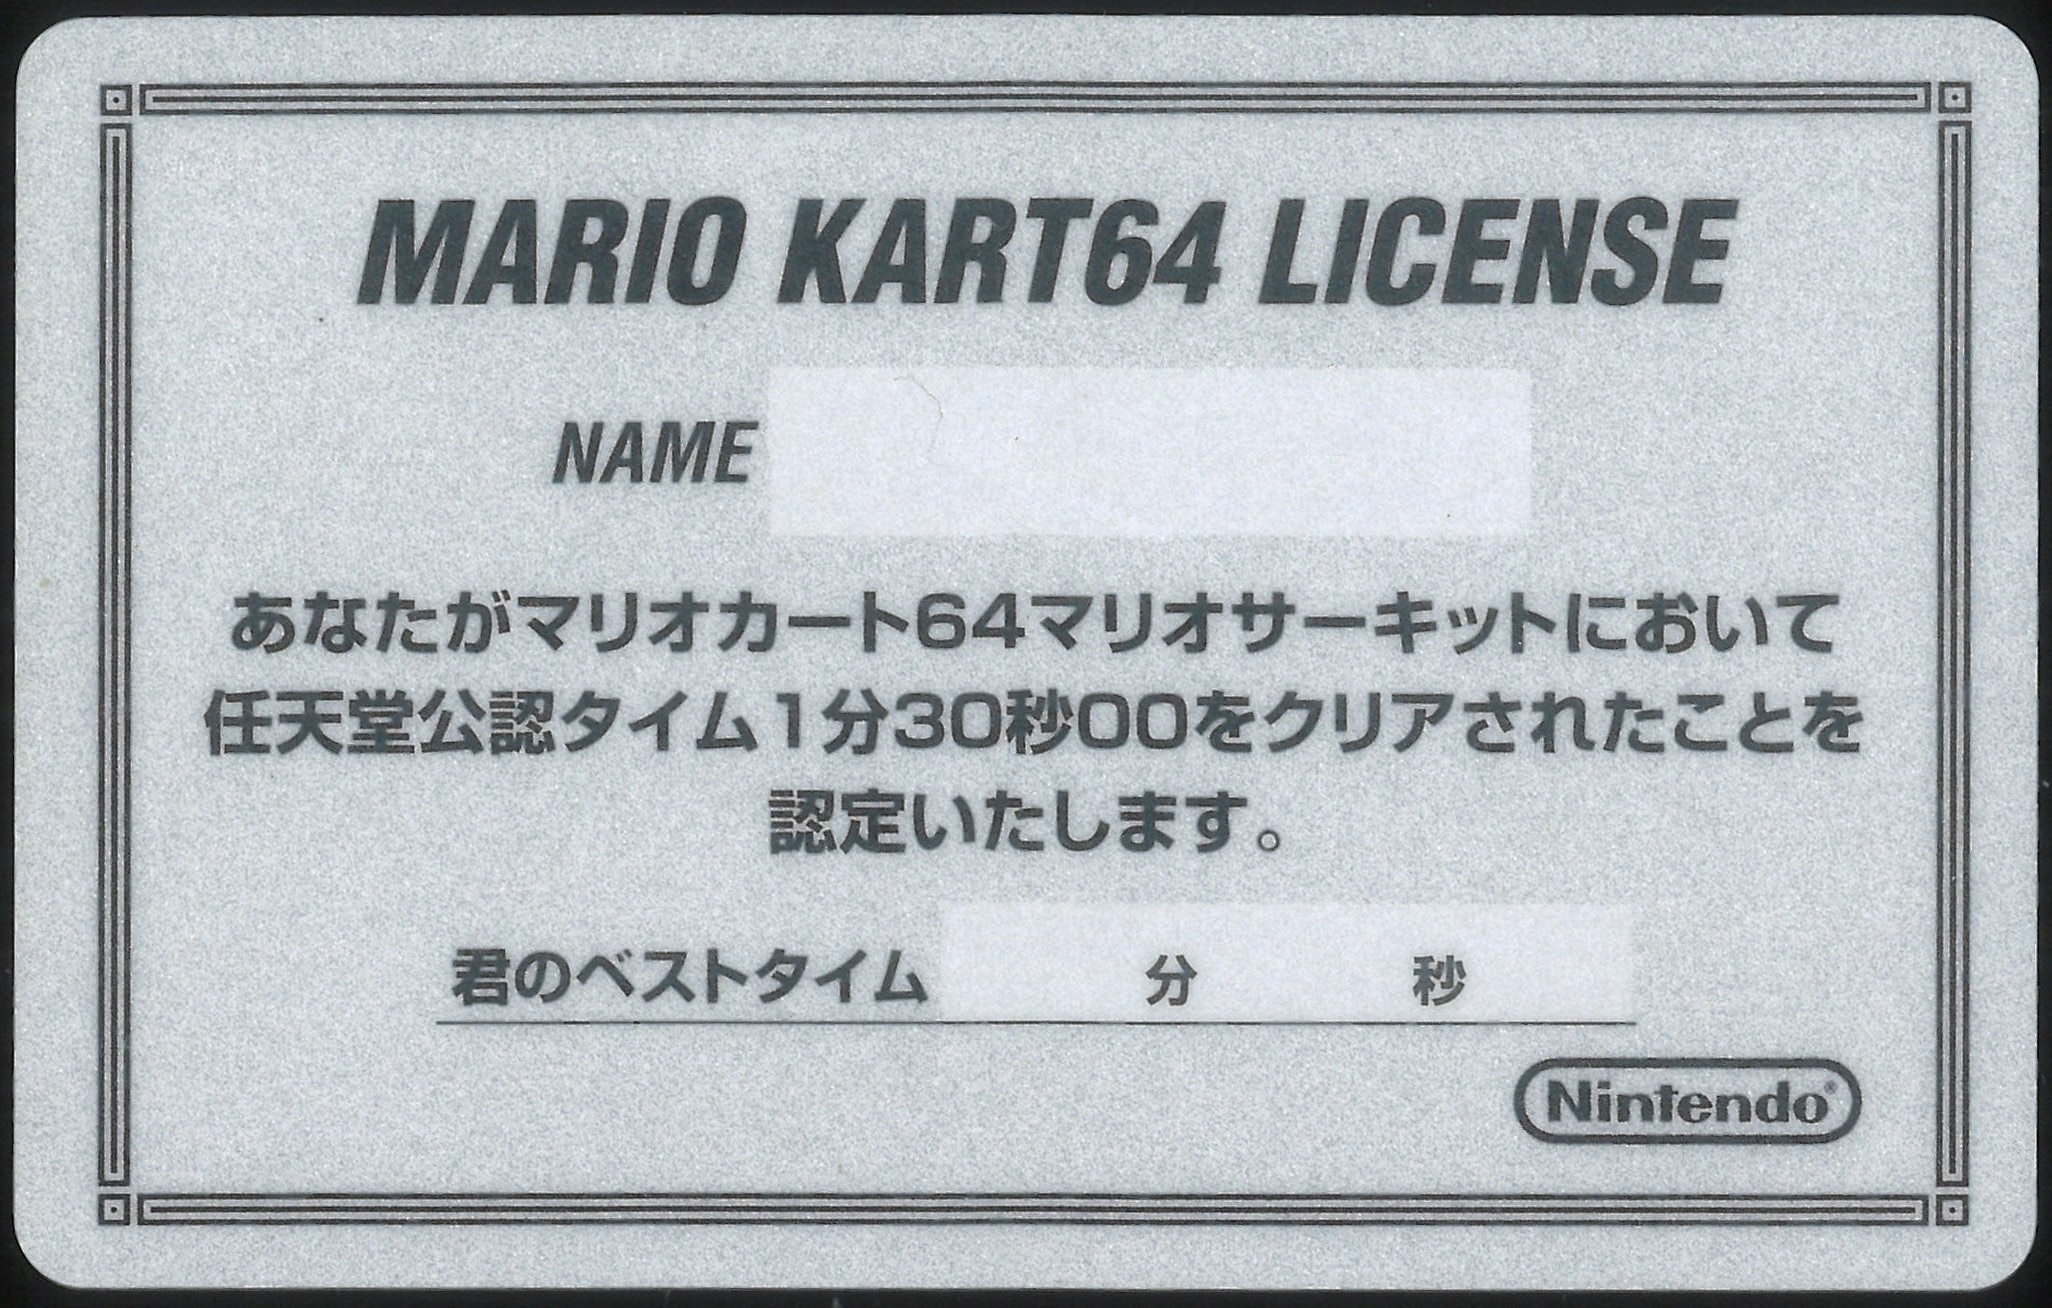 MARIO KART64 LICENSE
NAME
あなたがマリオカート64マリオサーキットにおいて
任天堂公認タイム1分30秒00をクリアされたことを
認定いたします。
君のベストタイム 分 秒
Nintendo®